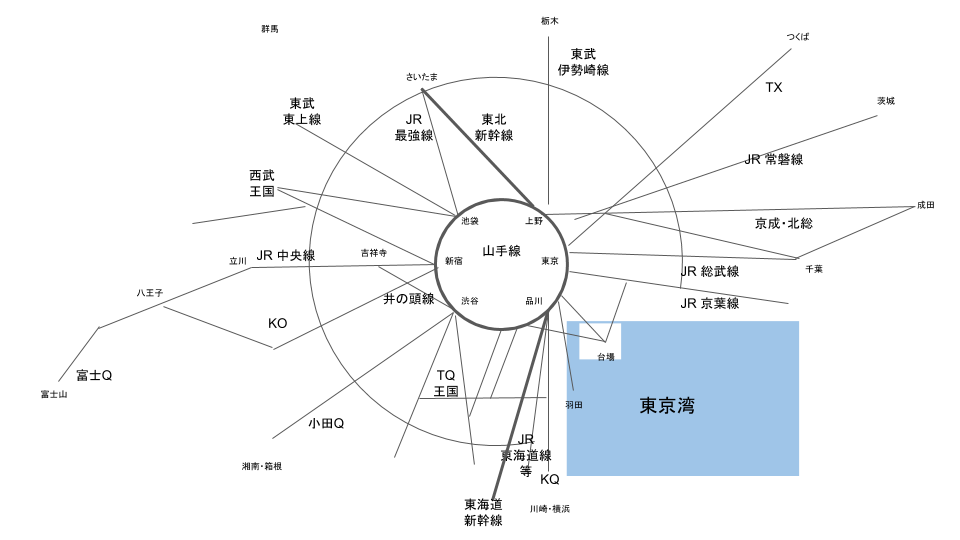 栃木
群馬
つくば
東武
伊勢崎線
さいたま
TX
東武
東上線
茨城
JR
最強線
東北
新幹線
JR 常磐線
西武
王国
成田
池袋
上野
京成・北総
山手線
JR 中央線
吉祥寺
立川
新宿
東京
千葉
JR 総武線
八王子
井の頭線
渋谷
品川
JR 京葉線
KO
台場
富士Q
TQ
王国
富士山
羽田
東京湾
小田Q
JR
東海道線
等
湘南・箱根
KQ
東海道
新幹線
川崎・横浜